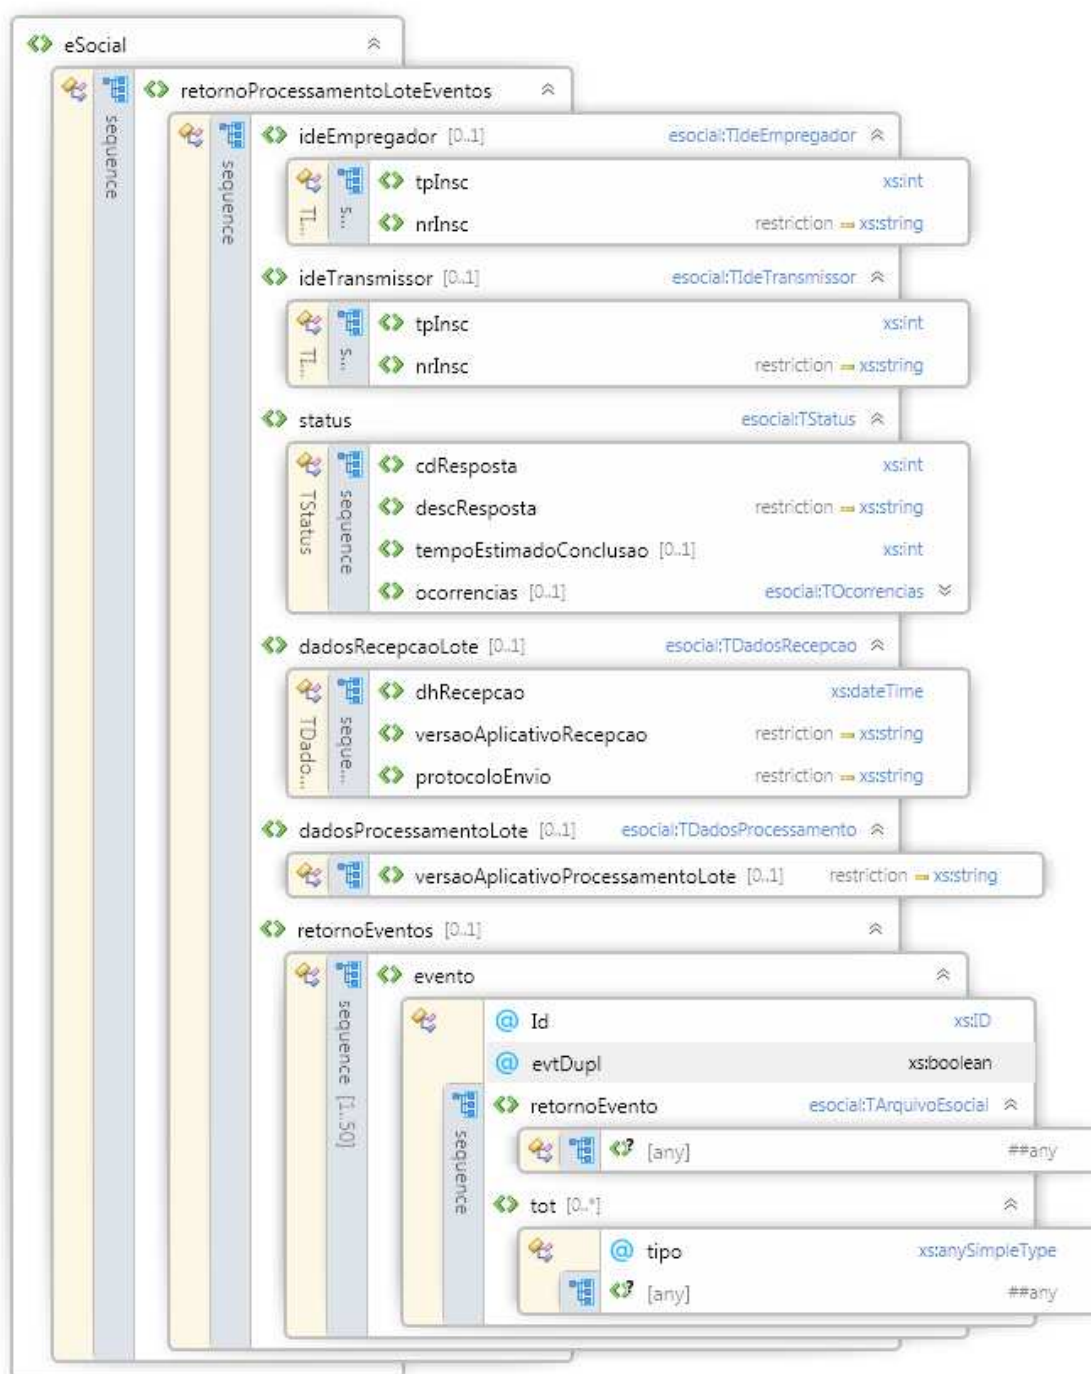 eSocial
sequence
retornoProcessamentoLoteEventos
sequence
ideEmpregador [0..1] esocial:TIdeEmpregador
TI...
s...
tpInsc xs:int
nrInsc restriction xs:string
ideTransmissor [0..1] esocial:TIdeTransmissor
TI...
s...
tpInsc xs:int
nrInsc restriction xs:string
status esocial:TStatus
TStatus
sequence
cdResposta xs:int
descResposta restriction xs:string
tempoEstimadoConclusao [0..1] xs:int
ocorrencias [0..1] esocial:TOcorrencias
dadosRecepcaoLote [0..1] esocial:TDadosRecepcao
TDado...
seque...
dhRecepcao xs:dateTime
versaoAplicativoRecepcao restriction xs:string
protocoloEnvio restriction xs:string
dadosProcessamentoLote [0..1] esocial:TDadosProcessamento
versaoAplicativoProcessamentoLote [0..1] restriction xs:string
retornoEventos [0..1]
sequence [1..50]
evento
@ Id xs:ID
@ evtDupl xs:boolean
sequence
retornoEvento esocial:TArquivoEsocial
[any] ##any
tot [0..*]
@ tipo xs:anySimpleType
[any] ##any